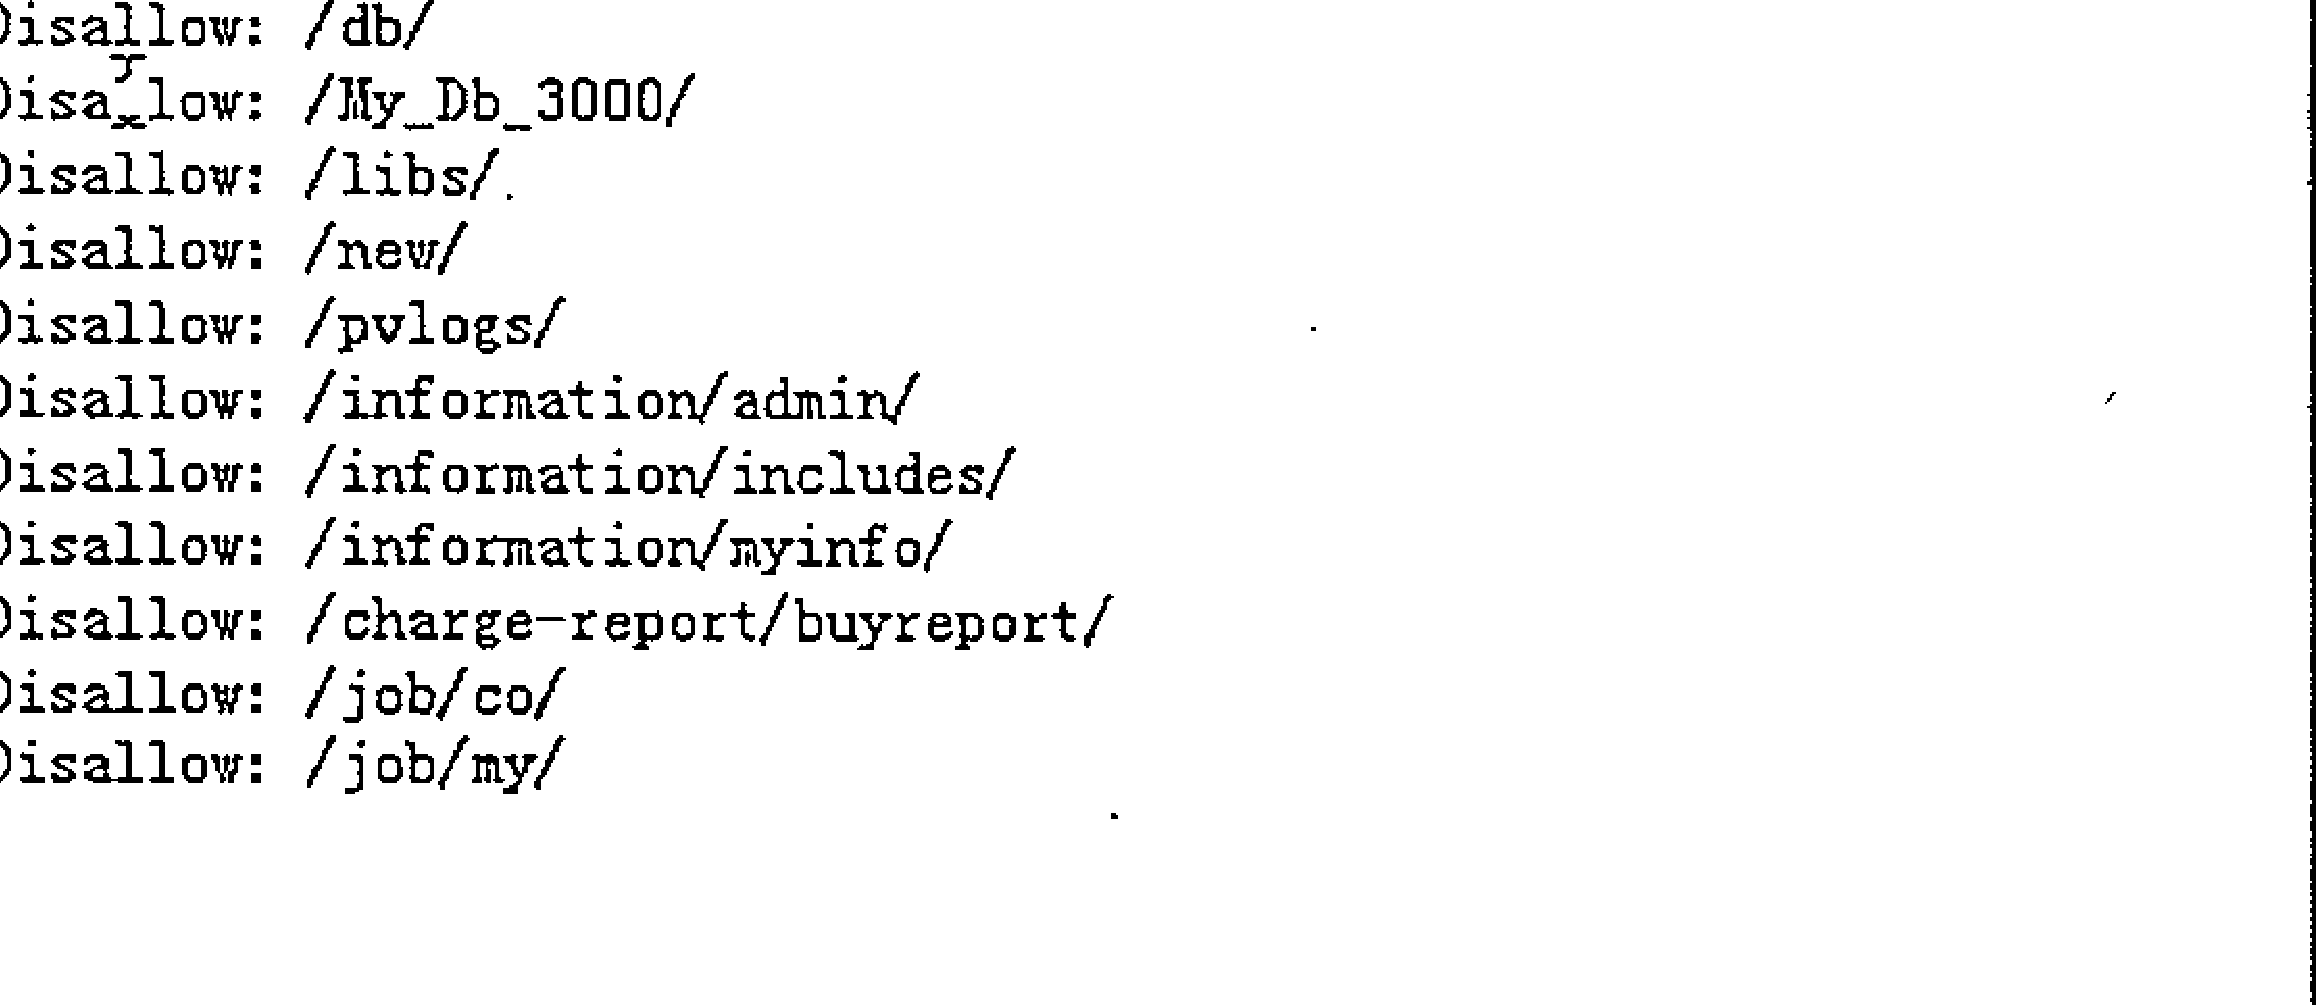 Disallow: /db/
Disallow: /My_Db_3000/
Disallow: /libs/
Disallow: /new/
Disallow: /pvlogs/
Disallow: /information/admin/
Disallow: /information/includes/
Disallow: /information/myinfo/
Disallow: /charge-report/buyreport/
Disallow: /job/co/
Disallow: /job/my/